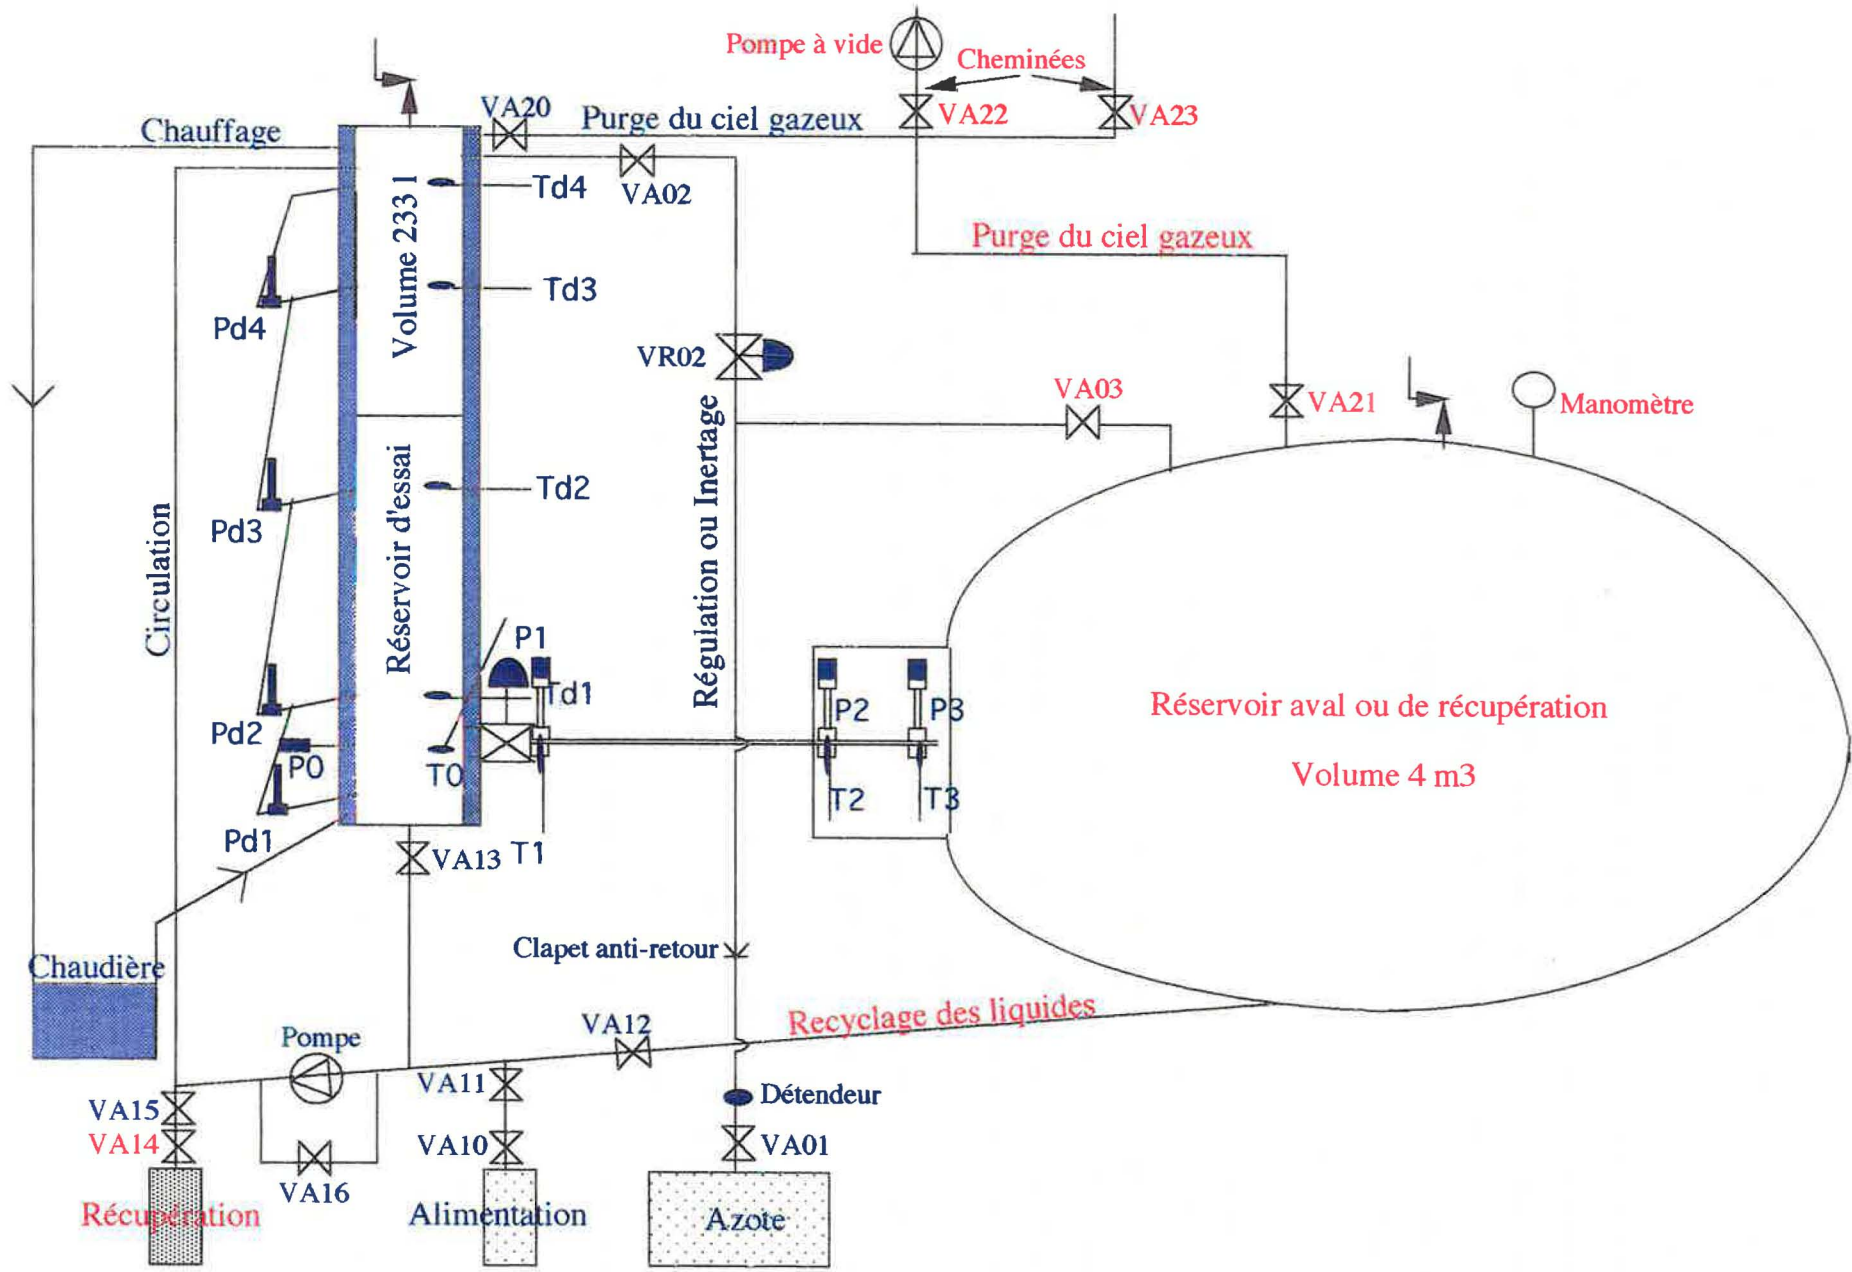 Pompe à vide
Cheminées
VA20
Purge du ciel gazeux
VA22
VA23
Chauffage
Td4
VA02
Volume 233 l
Purge du ciel gazeux
Td3
Pd4
VR02
VA03
VA21
Manomètre
Td2
Pd3
Circulation
Réservoir d'essai
Régulation ou Inertage
P1
Td1
P2
P3
Réservoir aval ou de récupération
Pd2
P0
T0
Volume 4 m3
T2
T3
Pd1
VA13
T1
Clapet anti-retour
Chaudière
Recyclage des liquides
VA12
Pompe
VA11
Détendeur
VA15
VA14
VA10
VA01
VA16
Récupération
Alimentation
Azote